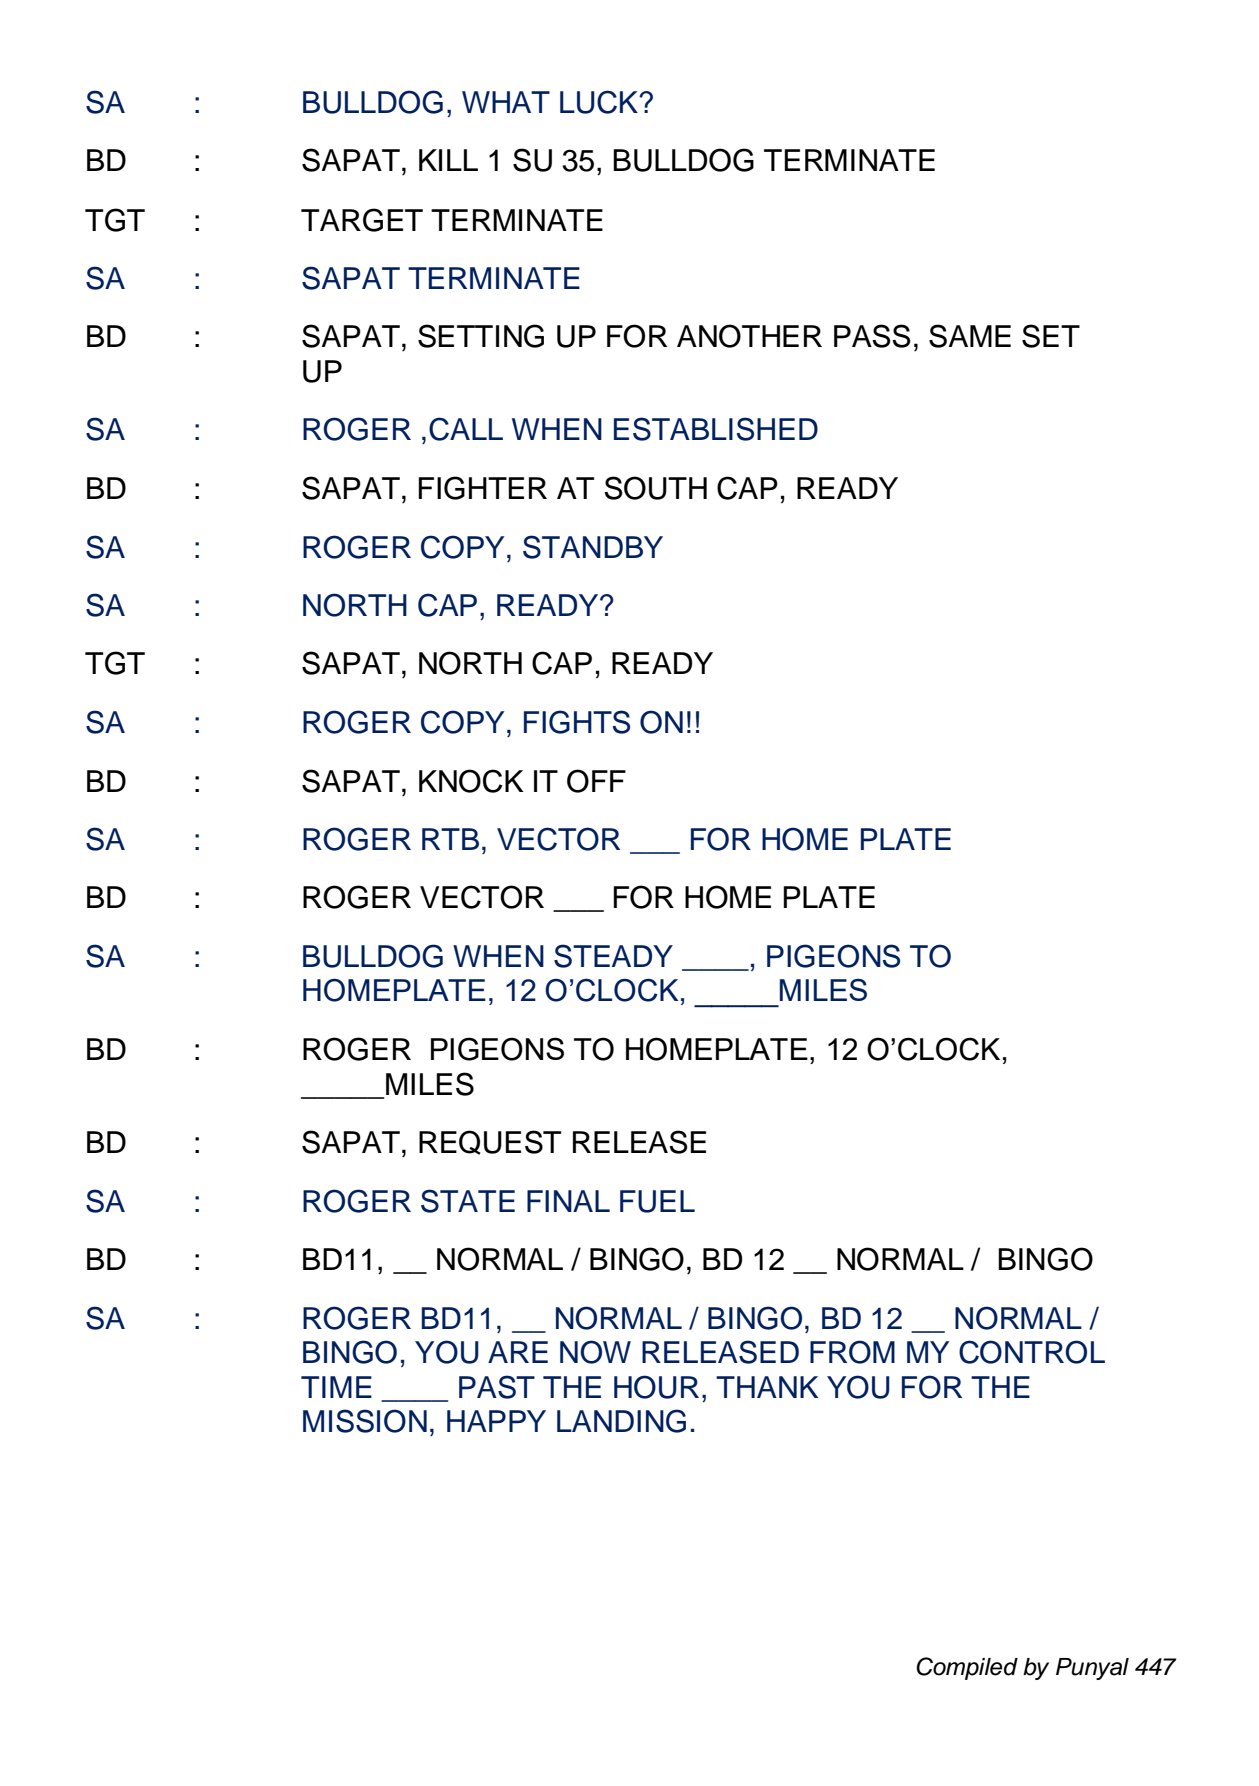 SA : BULLDOG, WHAT LUCK?
BD : SAPAT, KILL 1 SU 35, BULLDOG TERMINATE
TGT : TARGET TERMINATE
SA : SAPAT TERMINATE
BD : SAPAT, SETTING UP FOR ANOTHER PASS, SAME SET
UP
SA : ROGER ,CALL WHEN ESTABLISHED
BD : SAPAT, FIGHTER AT SOUTH CAP, READY
SA : ROGER COPY, STANDBY
SA : NORTH CAP, READY?
TGT : SAPAT, NORTH CAP, READY
SA : ROGER COPY, FIGHTS ON!!
BD : SAPAT, KNOCK IT OFF
SA : ROGER RTB, VECTOR ___ FOR HOME PLATE
BD : ROGER VECTOR ___ FOR HOME PLATE
SA : BULLDOG WHEN STEADY ____, PIGEONS TO
HOMEPLATE, 12 O’CLOCK, _____MILES
BD : ROGER  PIGEONS TO HOMEPLATE, 12 O’CLOCK,
_____MILES
BD : SAPAT, REQUEST RELEASE
SA : ROGER STATE FINAL FUEL
BD : BD11, __ NORMAL / BINGO, BD 12 __ NORMAL /  BINGO
SA : ROGER BD11, __ NORMAL / BINGO, BD 12 __ NORMAL /
BINGO, YOU ARE NOW RELEASED FROM MY CONTROL
TIME ____ PAST THE HOUR, THANK YOU FOR THE
MISSION, HAPPY LANDING.
Compiled by Punyal 447